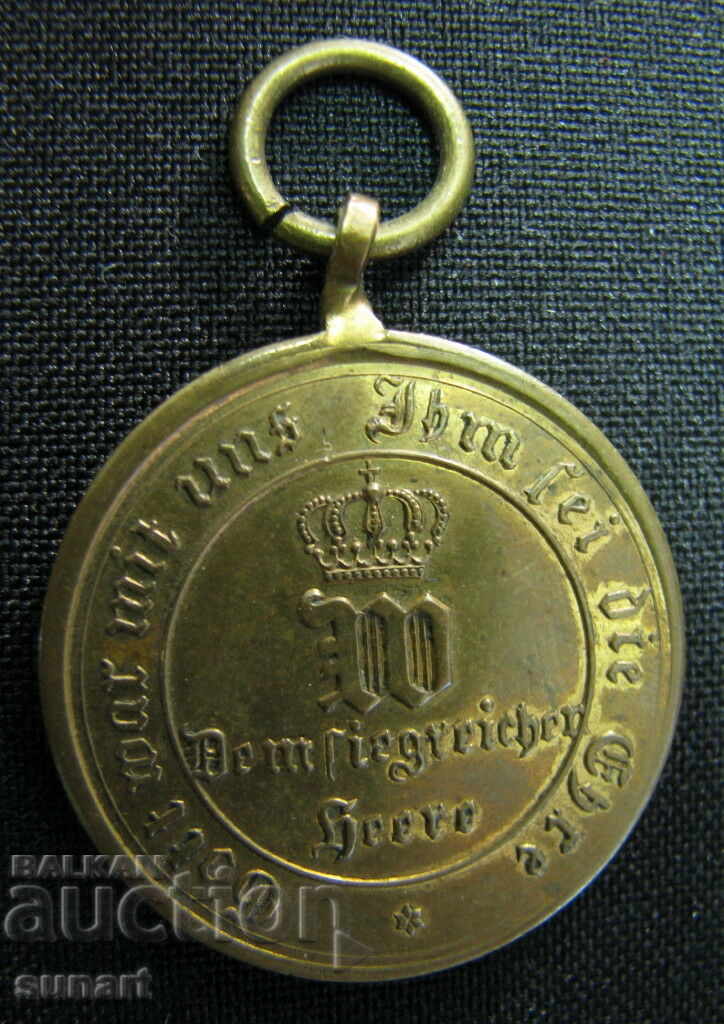 Gott war mit uns, Ihm sei die Ehre
W
Dem siegreichen
Heere
BALKAN
auction
sunart